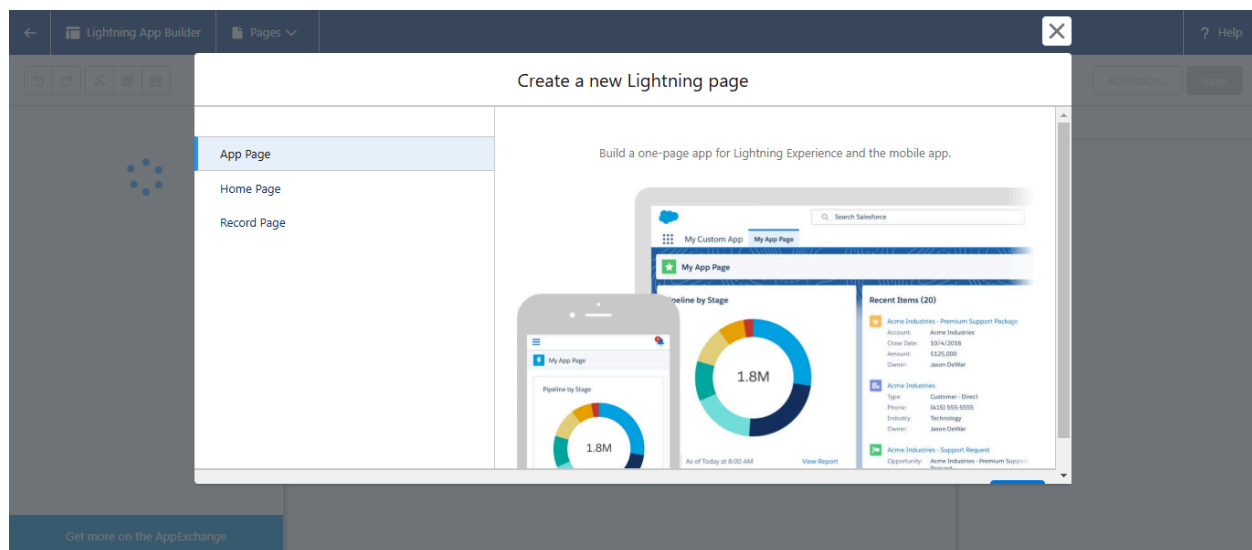 Lightning App Builder
Pages
? Help
Activation...
Save
Create a new Lightning page
App Page
Home Page
Record Page
Build a one-page app for Lightning Experience and the mobile app.
Search Salesforce
My Custom App
My App Page
My App Page
Pipeline by Stage
1.8M
As of Today at 8:00 AM
View Report
Recent Items (20)
Acme Industries - Premium Support Package
Account: Acme Industries
Close Date: 10/4/2016
Amount: $125,000
Owner: Jason DeWar
Acme Industries
Type: Customer - Direct
Phone: (415) 555-5555
Industry: Technology
Owner: Jason DeWar
Acme Industries - Support Request
Opportunity: Acme Industries - Premium Support
My App Page
Pipeline by Stage
1.8M
Get more on the AppExchange